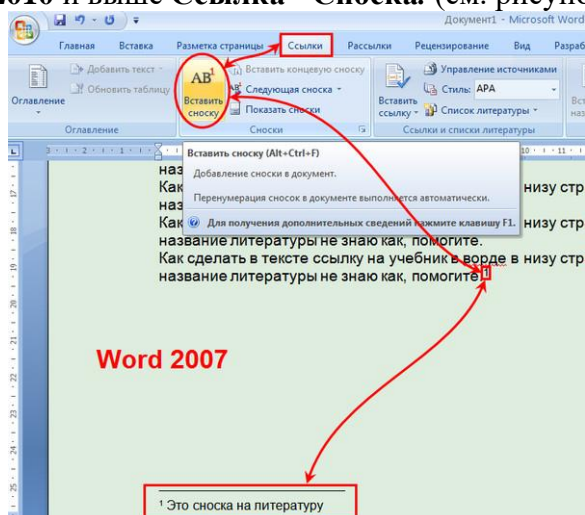 и выше Ссылка – Сноска. (см. рисунок
Документ1 - Microsoft Word
Главная Вставка Разметка страницы Ссылки Рассылки Рецензирование Вид Разраб
Оглавление
Добавить текст
Обновить таблицу
Оглавление
AB¹
Вставить сноску
Вставить концевую сноску
Следующая сноска
Показать сноски
Сноски
Вставить ссылку
Управление источниками
Стиль: APA
Список литературы
Ссылки и списки литературы
Вставить сноску (Alt+Ctrl+F)
Добавление сноски в документ.
Перенумерация сносок в документе выполняется автоматически.
Для получения дополнительных сведений нажмите клавишу F1.
наз
Как низу стр
наз
Как низу стр
название литературы не знаю как, помогите.
Как сделать в тексте ссылку на учебник в ворде в низу стр
название литературы не знаю как, помогите.¹
Word 2007
¹ Это сноска на литературу